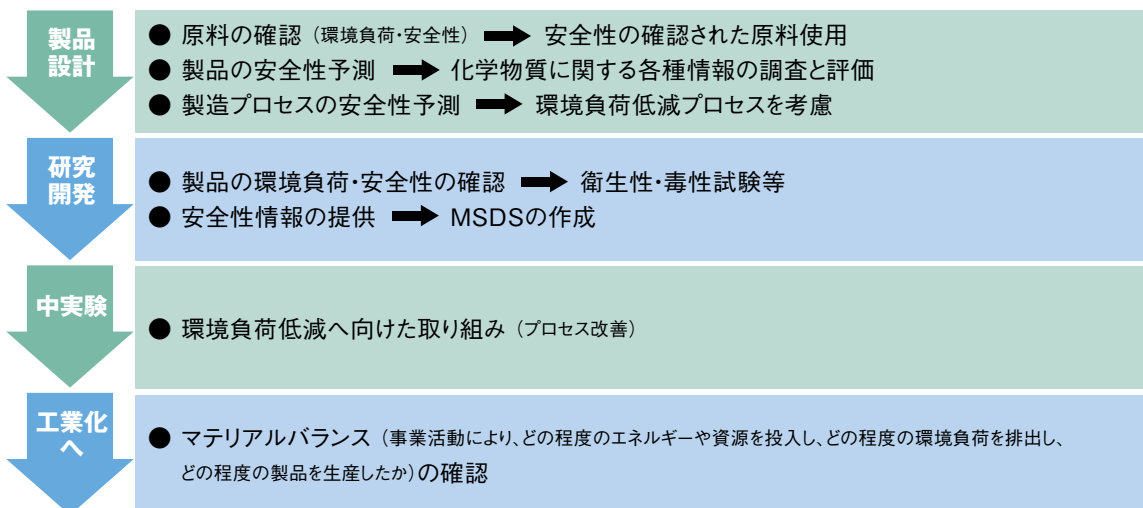 製品
設計
● 原料の確認（環境負荷・安全性） ➡ 安全性の確認された原料使用
● 製品の安全性予測 ➡ 化学物質に関する各種情報の調査と評価
● 製造プロセスの安全性予測 ➡ 環境負荷低減プロセスを考慮
研究
開発
● 製品の環境負荷・安全性の確認 ➡ 衛生性・毒性試験等
● 安全性情報の提供 ➡ MSDSの作成
中実験
● 環境負荷低減へ向けた取り組み（プロセス改善）
工業化
へ
● マテリアルバランス（事業活動により、どの程度のエネルギーや資源を投入し、どの程度の環境負荷を排出し、
どの程度の製品を生産したか）の確認